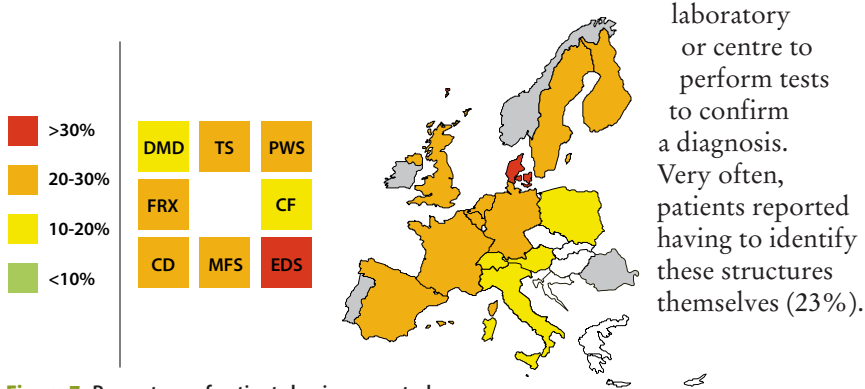 >30%
20-30%
10-20%
<10%
DMD TS PWS
FRX CF
CD MFS EDS
laboratory
or centre to
perform tests
to confirm
a diagnosis.
Very often,
patients reported
having to identify
these structures
themselves (23%).